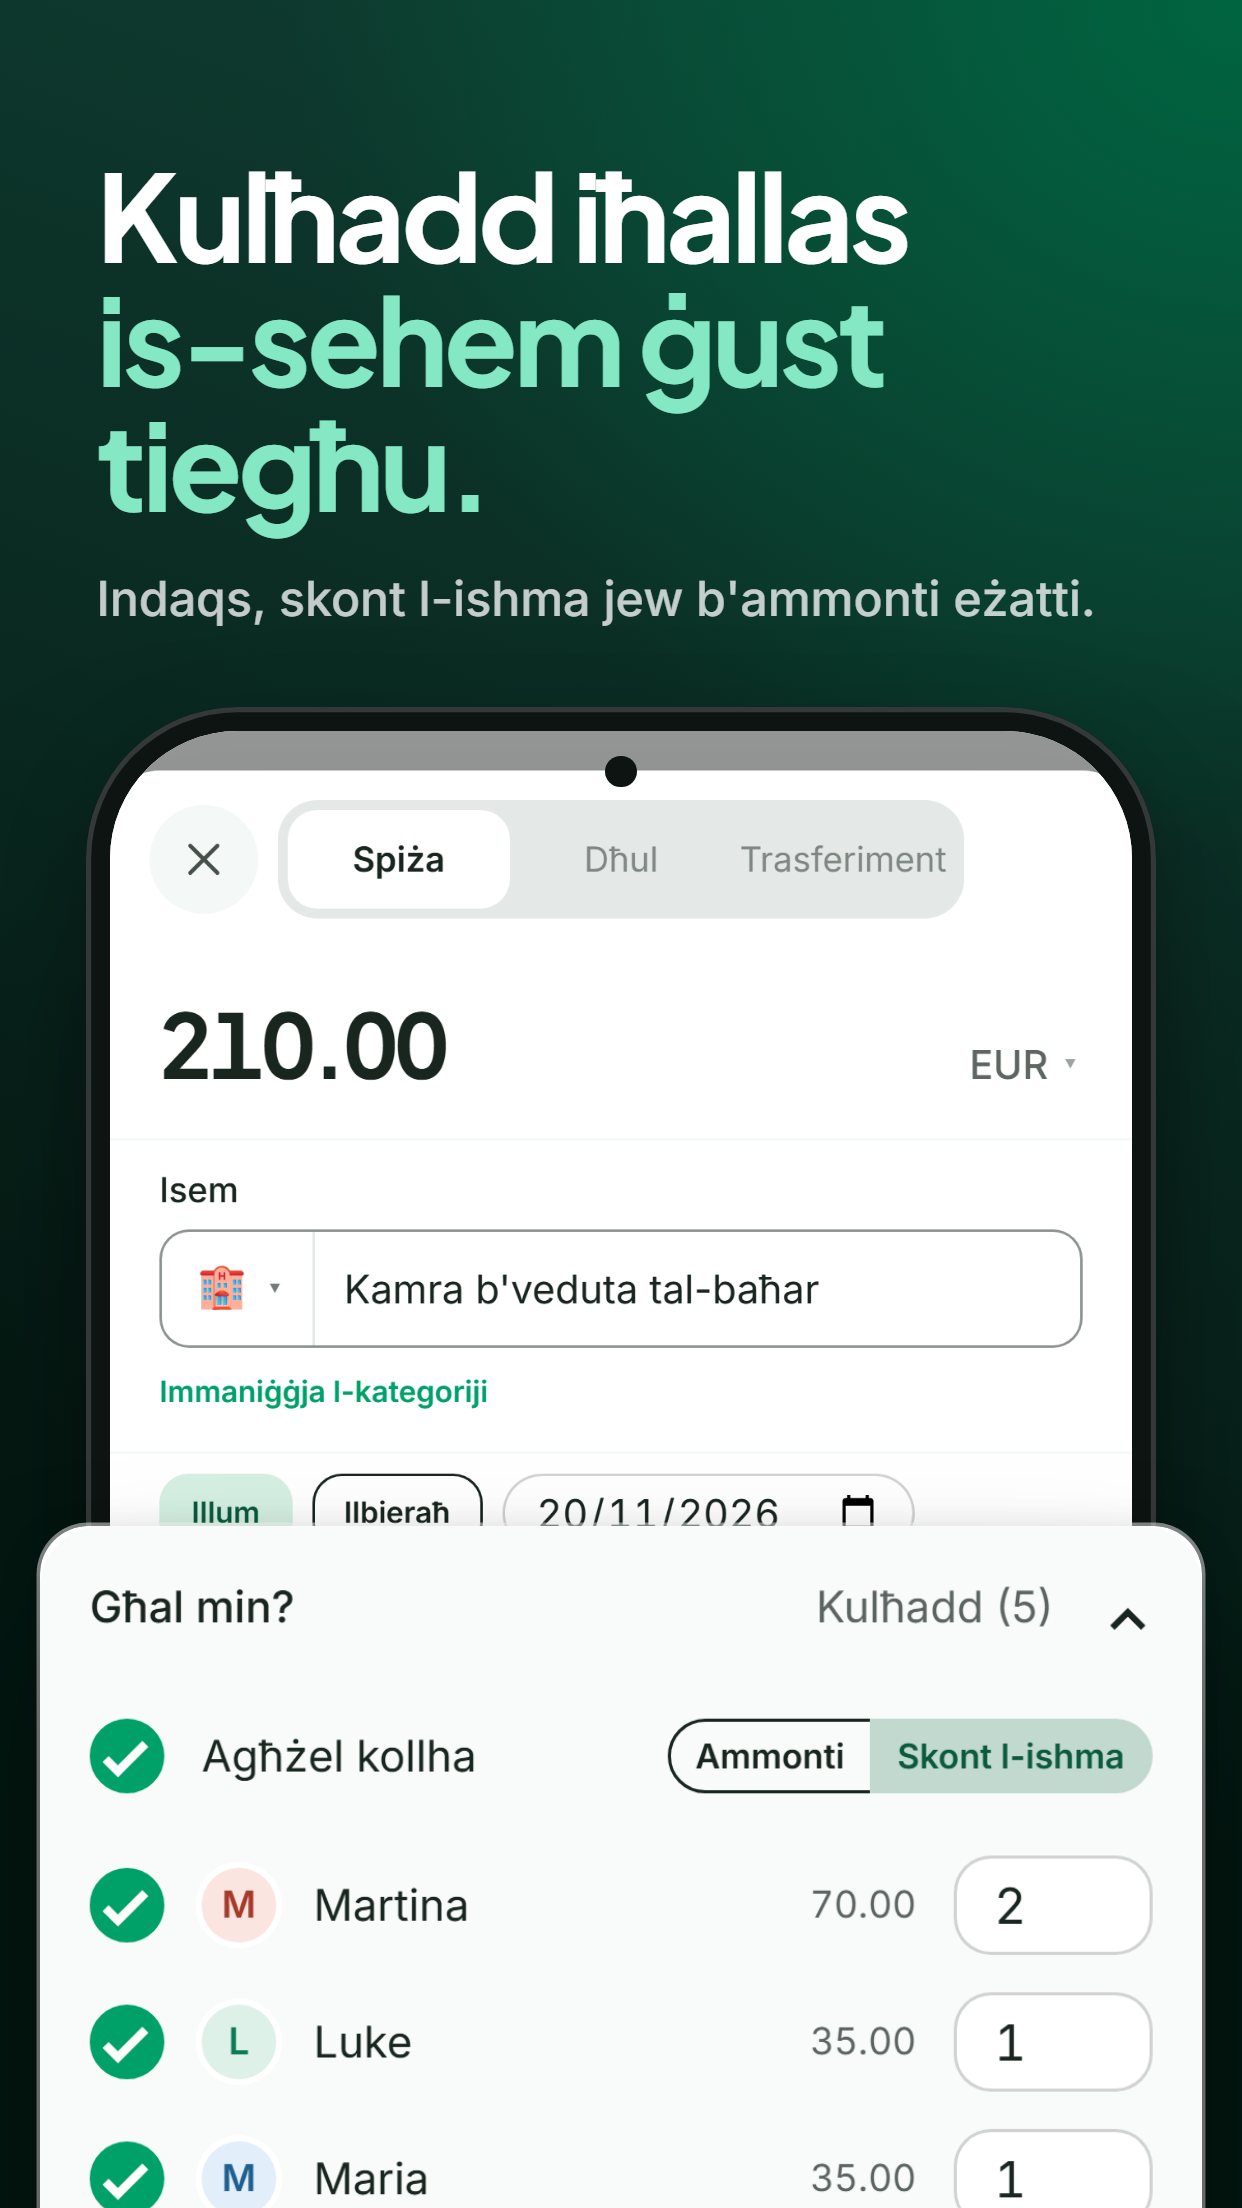 Kulħadd iħallas
is-sehem ġust
tiegħu.
Indaqs, skont l-ishma jew b'ammonti eżatti.
Spiża Dħul Trasferiment
210.00 EUR
Isem
Kamra b'veduta tal-baħar
Immaniġġja l-kategoriji
Illum Ilbieraħ 20/11/2026
Għal min? Kulħadd (5)
Agħżel kollha Ammonti Skont l-ishma
M Martina 70.00 2
L Luke 35.00 1
M Maria 35.00 1